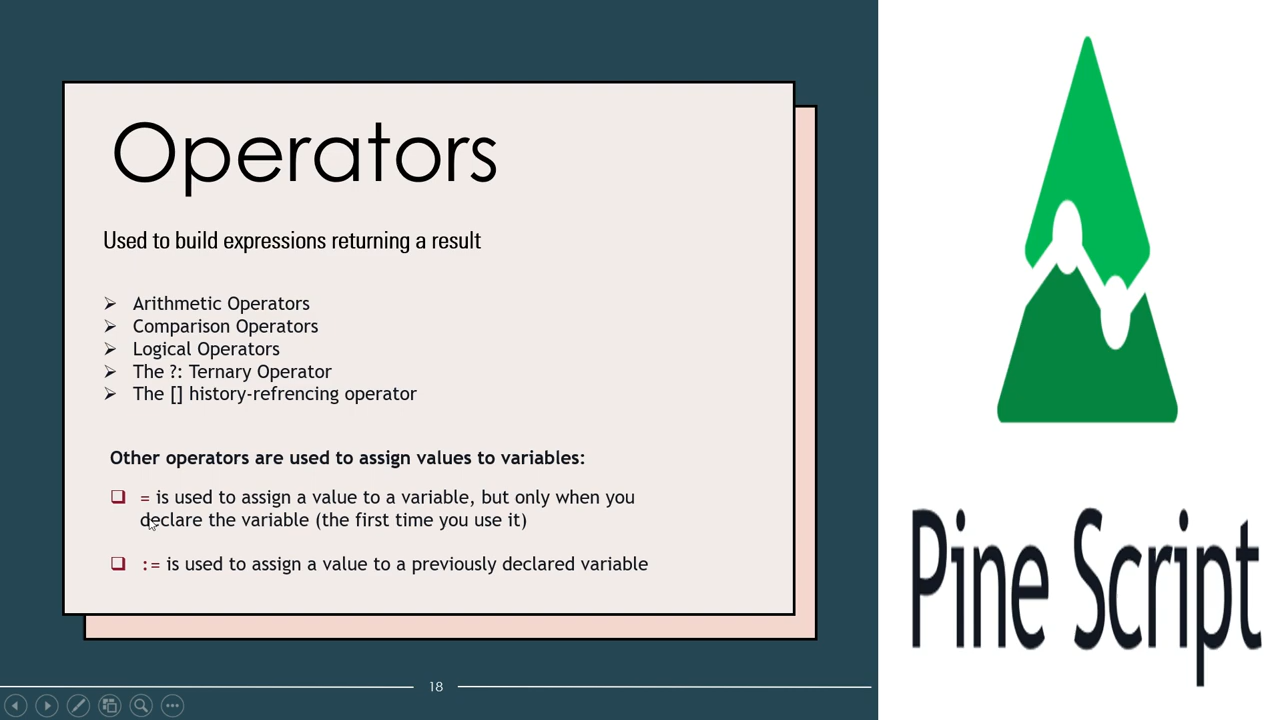 Operators
Used to build expressions returning a result
➢ Arithmetic Operators
➢ Comparison Operators
➢ Logical Operators
➢ The ?: Ternary Operator
➢ The [] history-refrencing operator
Other operators are used to assign values to variables:
❑ = is used to assign a value to a variable, but only when you
declare the variable (the first time you use it)
❑ := is used to assign a value to a previously declared variable
18
Pine Script